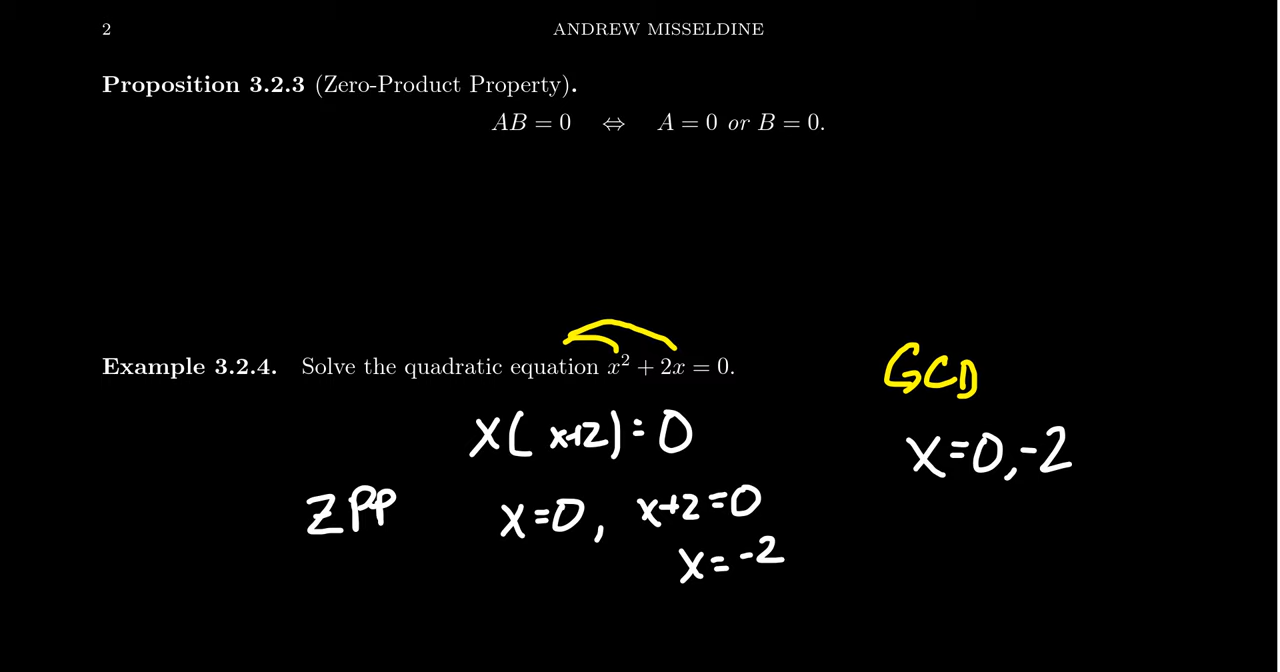 2
ANDREW MISSELDINE
Proposition 3.2.3 (Zero-Product Property).
AB = 0 ⇔ A = 0 or B = 0.
Example 3.2.4. Solve the quadratic equation x² + 2x = 0.
GCD
x( x+2) = 0
x=0,-2
ZPP x=0, x+2=0
x=-2